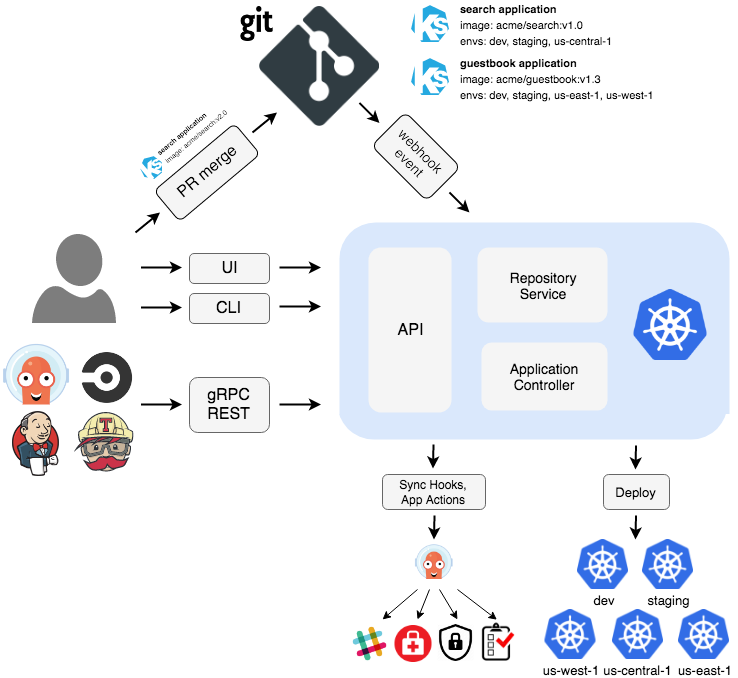 git
search application
image: acme/search:v1.0
envs: dev, staging, us-central-1
guestbook application
image: acme/guestbook:v1.3
envs: dev, staging, us-east-1, us-west-1
KS
KS
search application
image: acme/search:v2.0
KS
PR merge
webhook
event
UI
CLI
gRPC
REST
API
Repository
Service
Application
Controller
T
Sync Hooks,
App Actions
Deploy
dev
staging
us-west-1
us-central-1
us-east-1